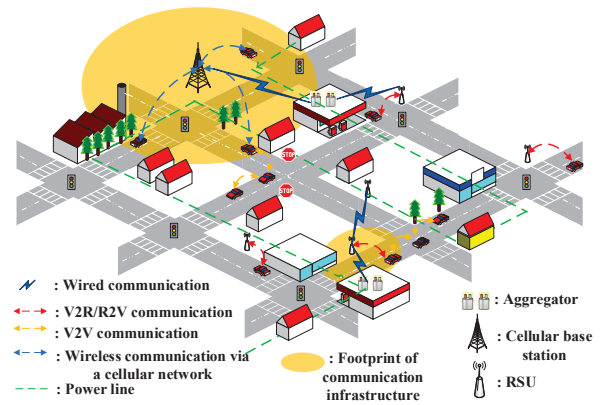 STOP
STOP
: Wired communication
: V2R/R2V communication
: V2V communication
: Wireless communication via
a cellular network
: Power line
: Footprint of
communication
infrastructure
: Aggregator
: Cellular base
station
: RSU